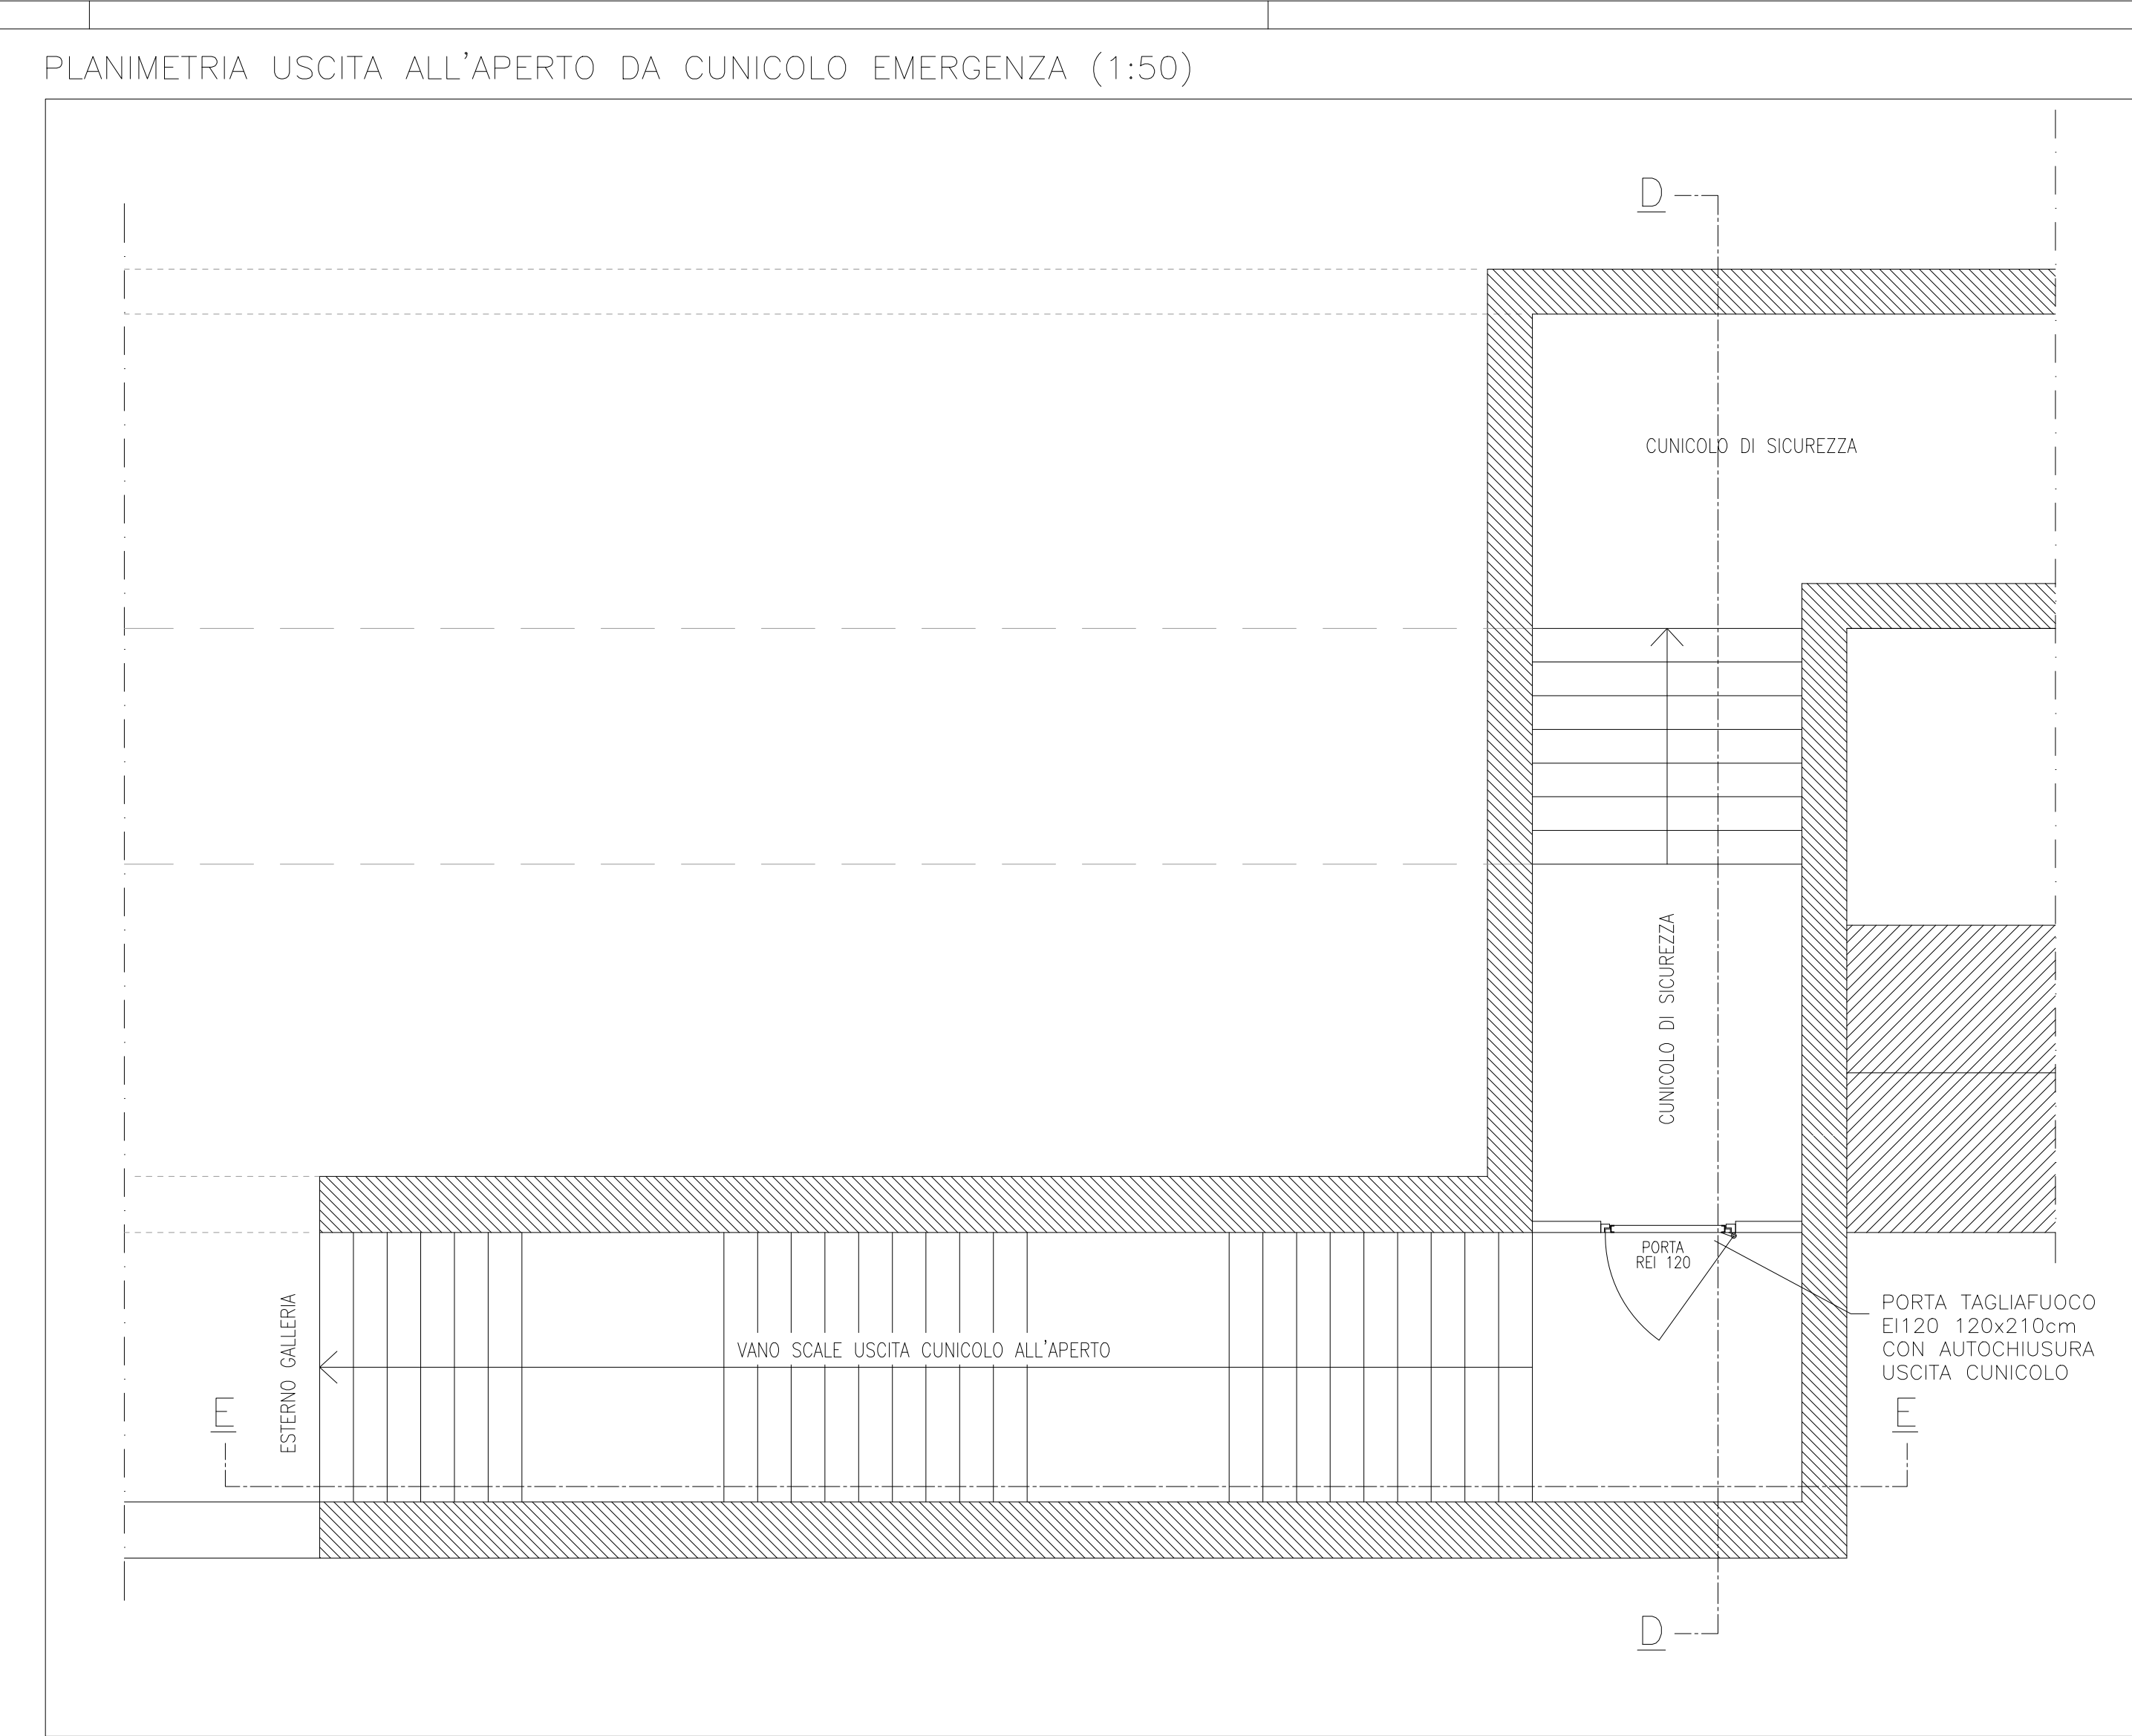 PLANIMETRIA USCITA ALL'APERTO DA CUNICOLO EMERGENZA (1:50)
D
CUNICOLO DI SICUREZZA
CUNICOLO DI SICUREZZA
PORTA
REI 120
PORTA TAGLIAFUOCO
EI120 120x210cm
CON AUTOCHIUSURA
USCITA CUNICOLO
VANO SCALE USCITA CUNICOLO ALL'APERTO
ESTERNO GALLERIA
E
E
D